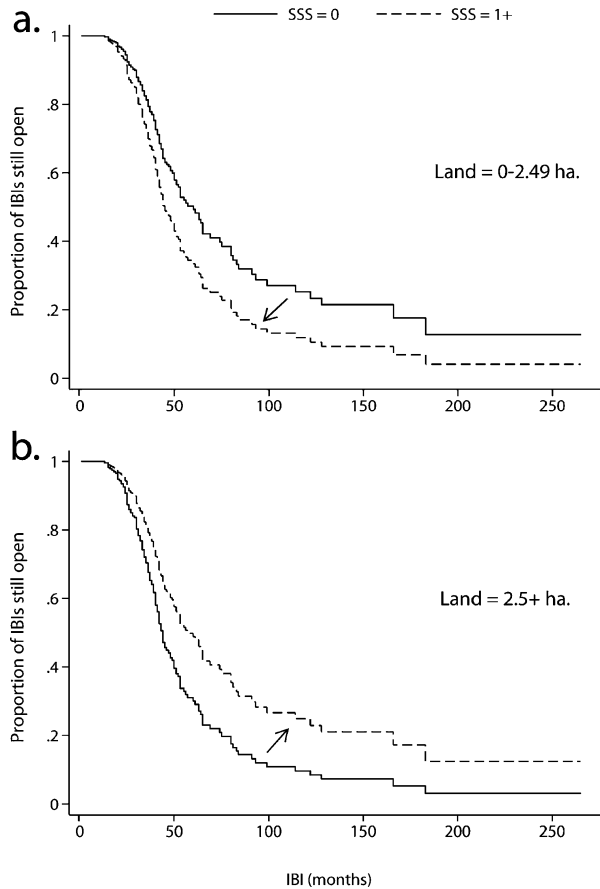 a.
SSS = 0 SSS = 1+
Proportion of IBIs still open
1
.8
.6
.4
.2
0
Land = 0-2.49 ha.
0 50 100 150 200 250
b.
Proportion of IBIs still open
1
.8
.6
.4
.2
0
Land = 2.5+ ha.
0 50 100 150 200 250
IBI (months)